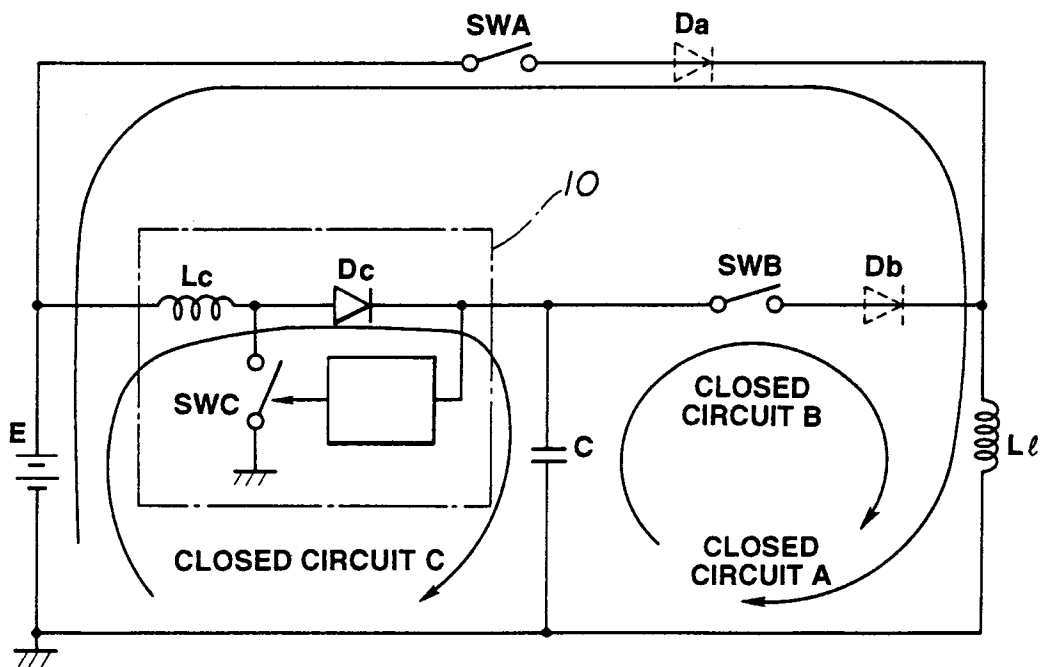 SWA
Da
10
Lc
Dc
SWB
Db
SWC
CLOSED
CIRCUIT B
E
C
Lℓ
CLOSED CIRCUIT C
CLOSED
CIRCUIT A